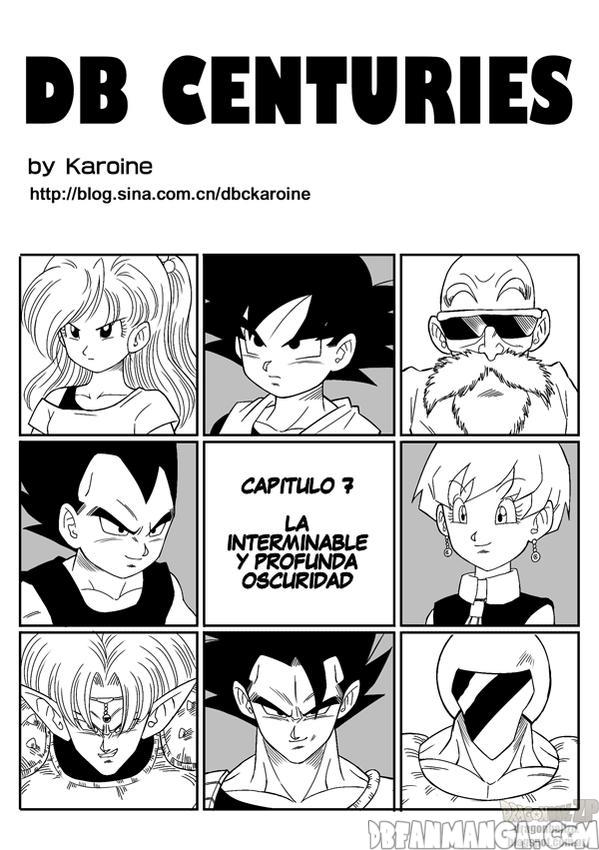 DB CENTURIES
by Karoine
http://blog.sina.com.cn/dbckaroine
CAPITULO 7
LA
INTERMINABLE
Y PROFUNDA
OSCURIDAD
DBFANMANGA.COM